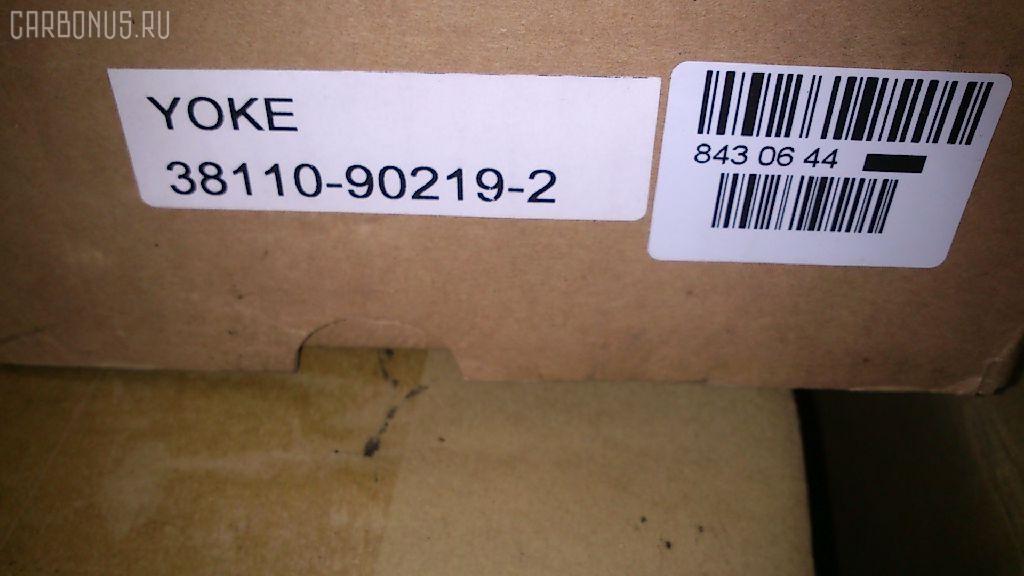 CARBONUS.RU
YOKE
38110-90219-2
843 06 44